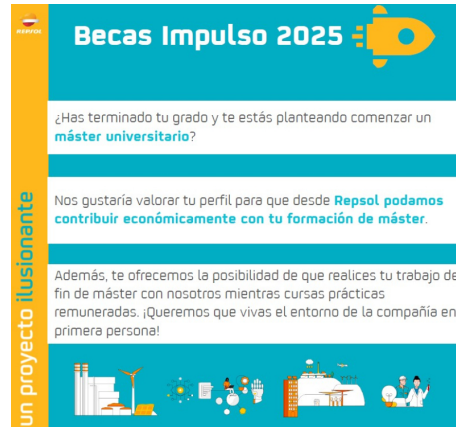 REPSOL
Becas Impulso 2025
¿Has terminado tu grado y te estás planteando comenzar un
máster universitario?
Nos gustaría valorar tu perfil para que desde Repsol podamos
contribuir económicamente con tu formación de máster.
Además, te ofrecemos la posibilidad de que realices tu trabajo de
fin de máster con nosotros mientras cursas prácticas
remuneradas. ¡Queremos que vivas el entorno de la compañía en
primera persona!
un proyecto ilusionante